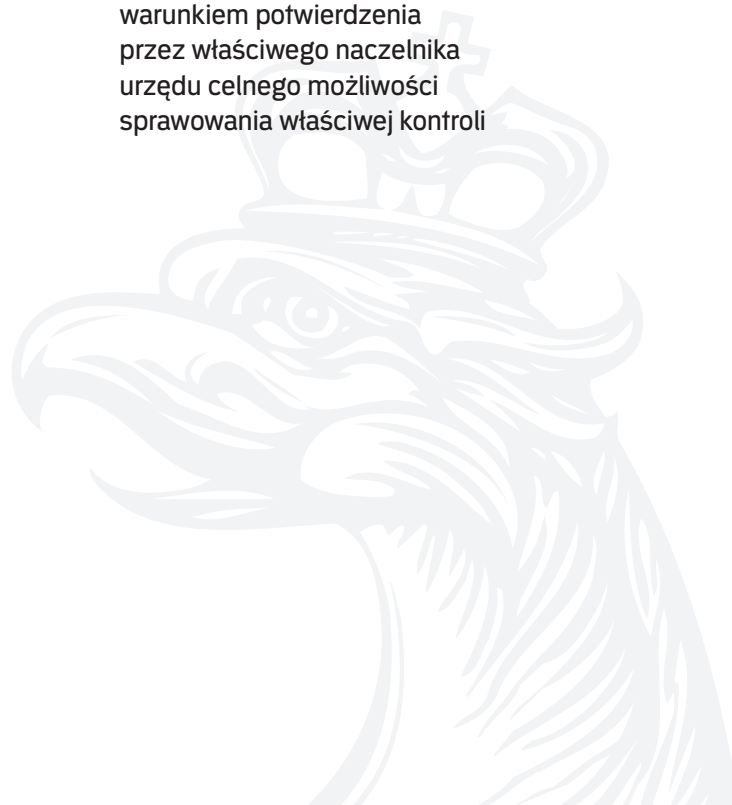 warunkiem potwierdzenia
przez właściwego naczelnika
urzędu celnego możliwości
sprawowania właściwej kontroli